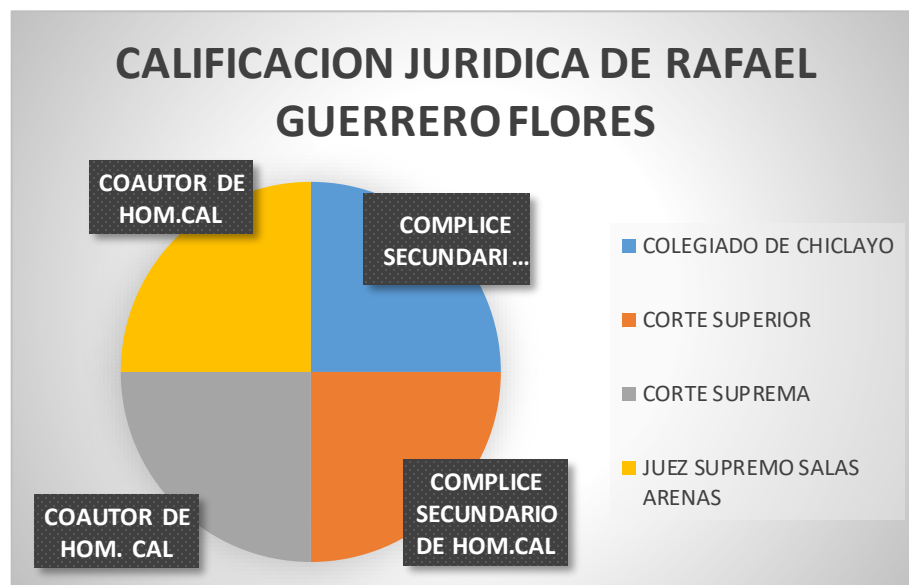 CALIFICACION JURIDICA DE RAFAEL
GUERRERO FLORES
COAUTOR DE
HOM.CAL
COMPLICE
SECUNDARI...
COLEGIADO DE CHICLAYO
CORTE SUPERIOR
CORTE SUPREMA
JUEZ SUPREMO SALAS
ARENAS
COMPLICE
SECUNDARIO
DE HOM.CAL
COAUTOR DE
HOM. CAL